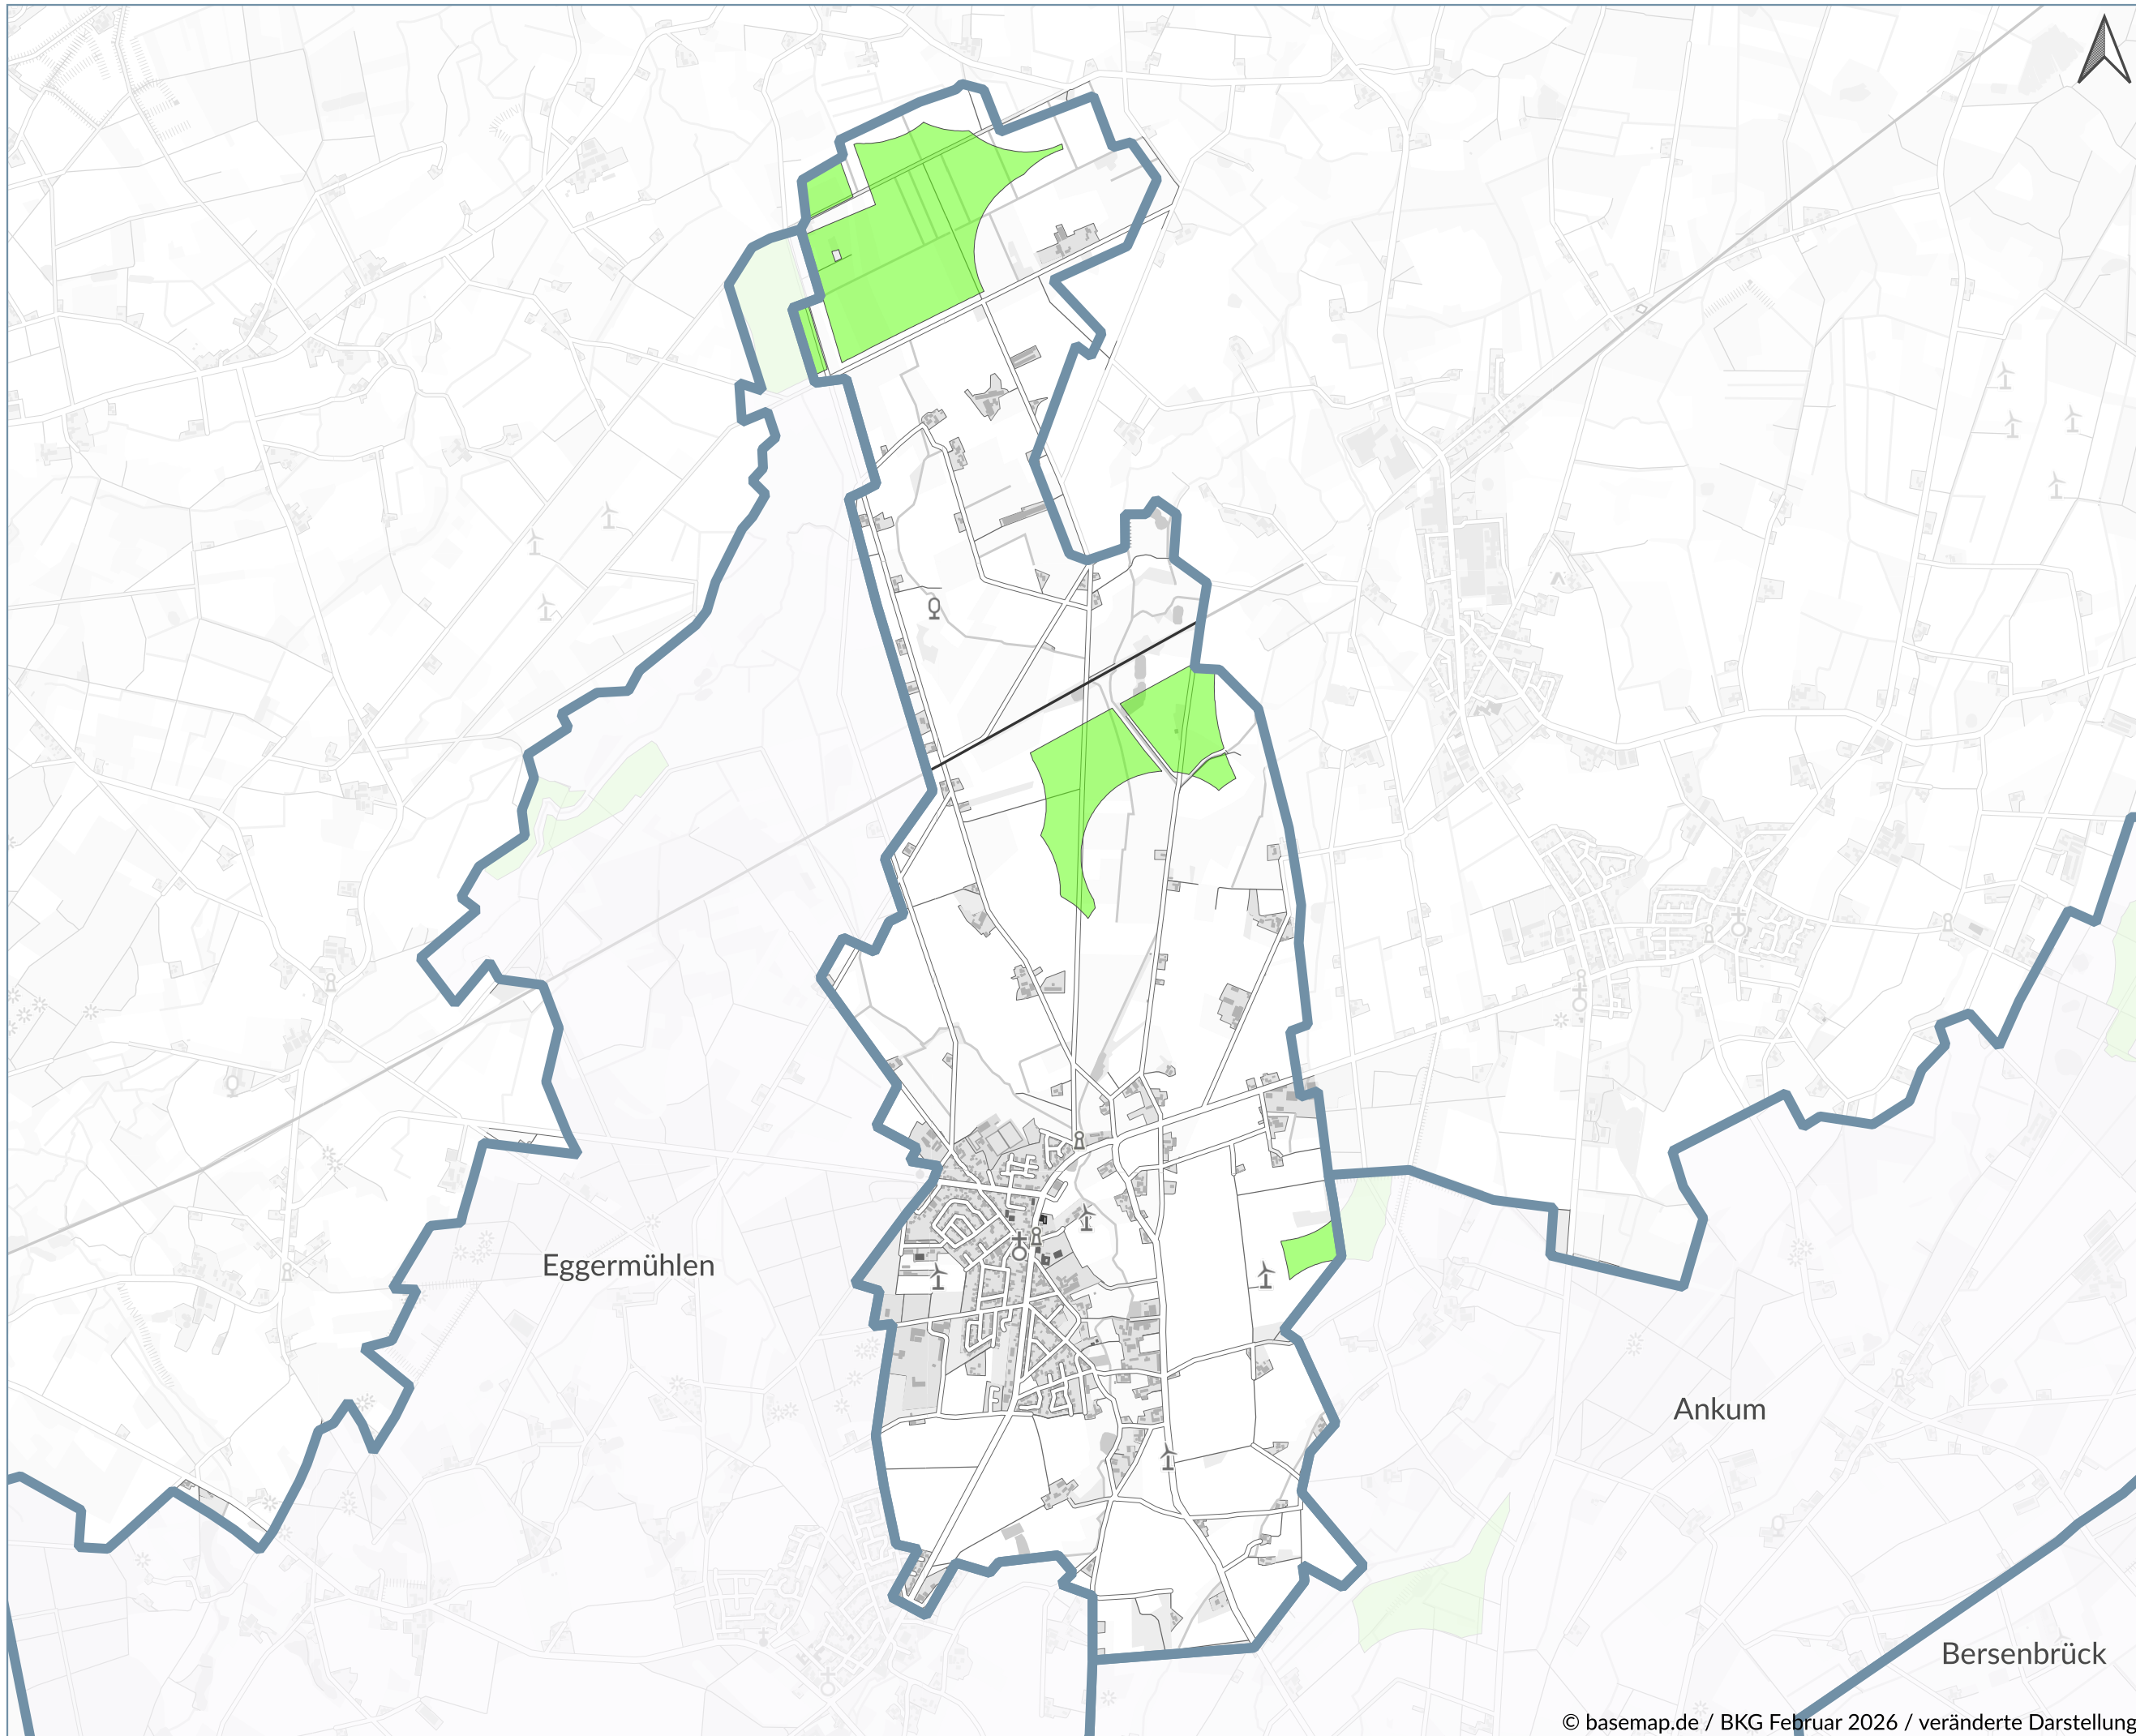 Eggermühlen
Ankum
Bersenbrück
© basemap.de / BKG Februar 2026 / veränderte Darstellung